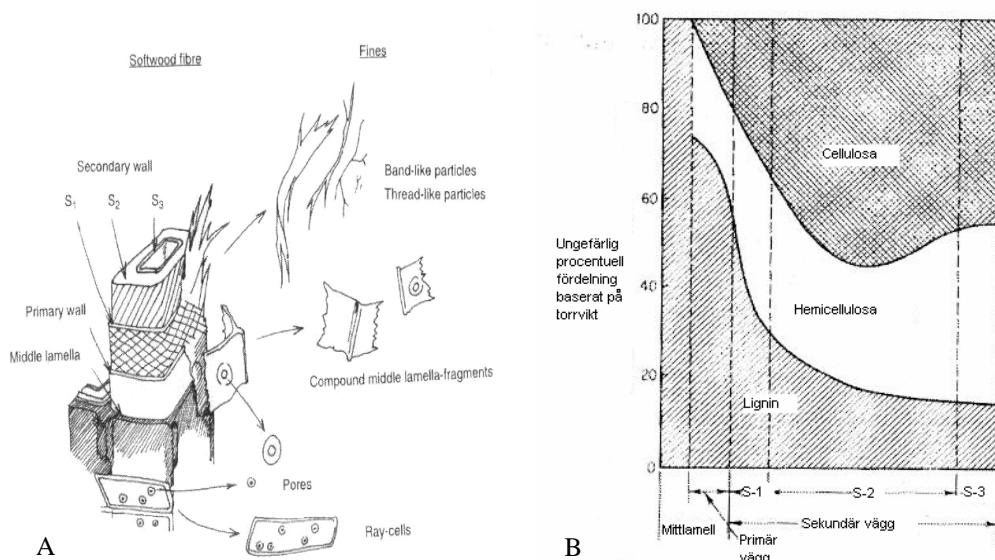 Softwood fibre
Fines
Secondary wall
S1 S2 S3
Band-like particles
Thread-like particles
Primary wall
Middle lamella
Compound middle lamella-fragments
Pores
Ray-cells
A
100
80
60
40
20
0
Ungefärlig
procentuell
fördelning
baserat på
torrvikt
Cellulosa
Hemicellulosa
Lignin
S-1
S-2
S-3
Mittlamell
Primär
vägg
Sekundär vägg
B